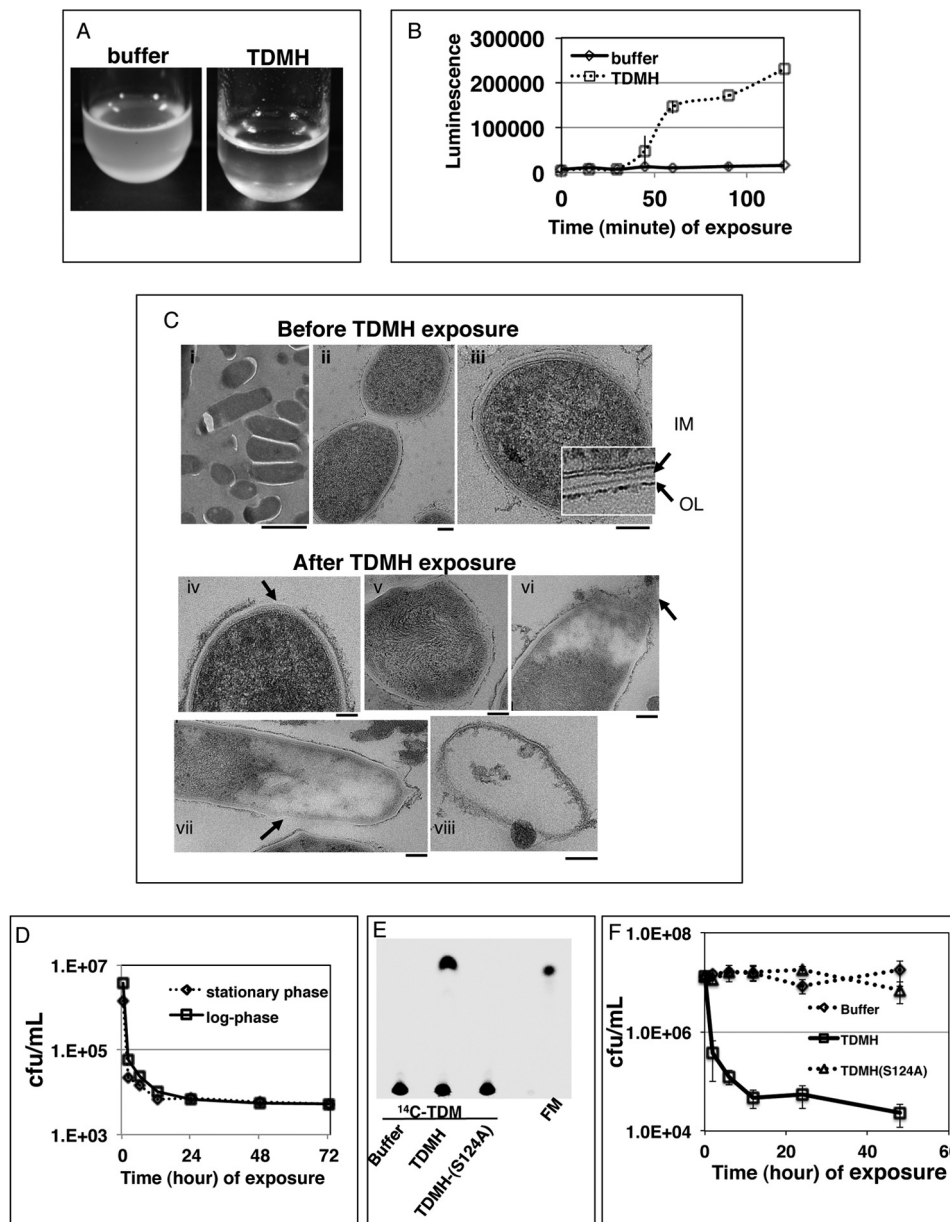 A
buffer TDMH
B
300000
200000
100000
0
Luminescence
buffer
TDMH
0 50 100
Time (minute) of exposure
C
Before TDMH exposure
i ii iii
IM
OL
After TDMH exposure
iv v vi
vii viii
D
1.E+07
1.E+05
1.E+03
cfu/mL
stationary phase
log-phase
0 24 48 72
Time (hour) of exposure
E
¹⁴C-TDM
Buffer
TDMH
TDMH-(S124A)
FM
F
1.0E+08
1.0E+06
1.0E+04
cfu/mL
Buffer
TDMH
TDMH(S124A)
0 20 40 60
Time (hour) of exposure